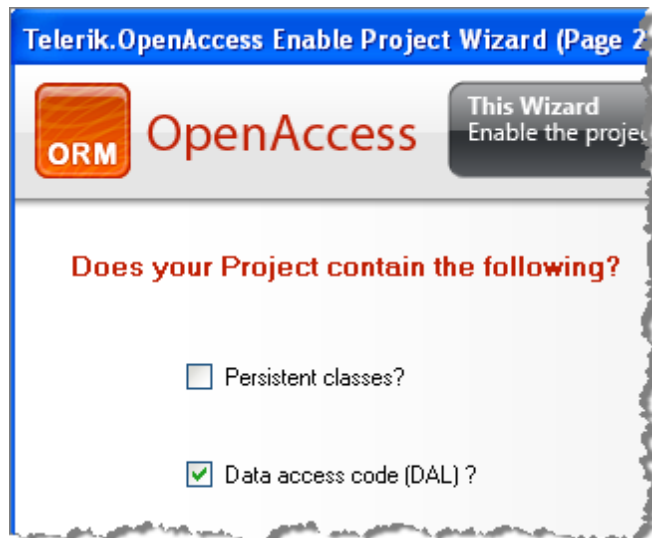 Telerik.OpenAccess Enable Project Wizard (Page 2
ORM
OpenAccess
This Wizard
Enable the projec
Does your Project contain the following?
Persistent classes?
Data access code (DAL) ?